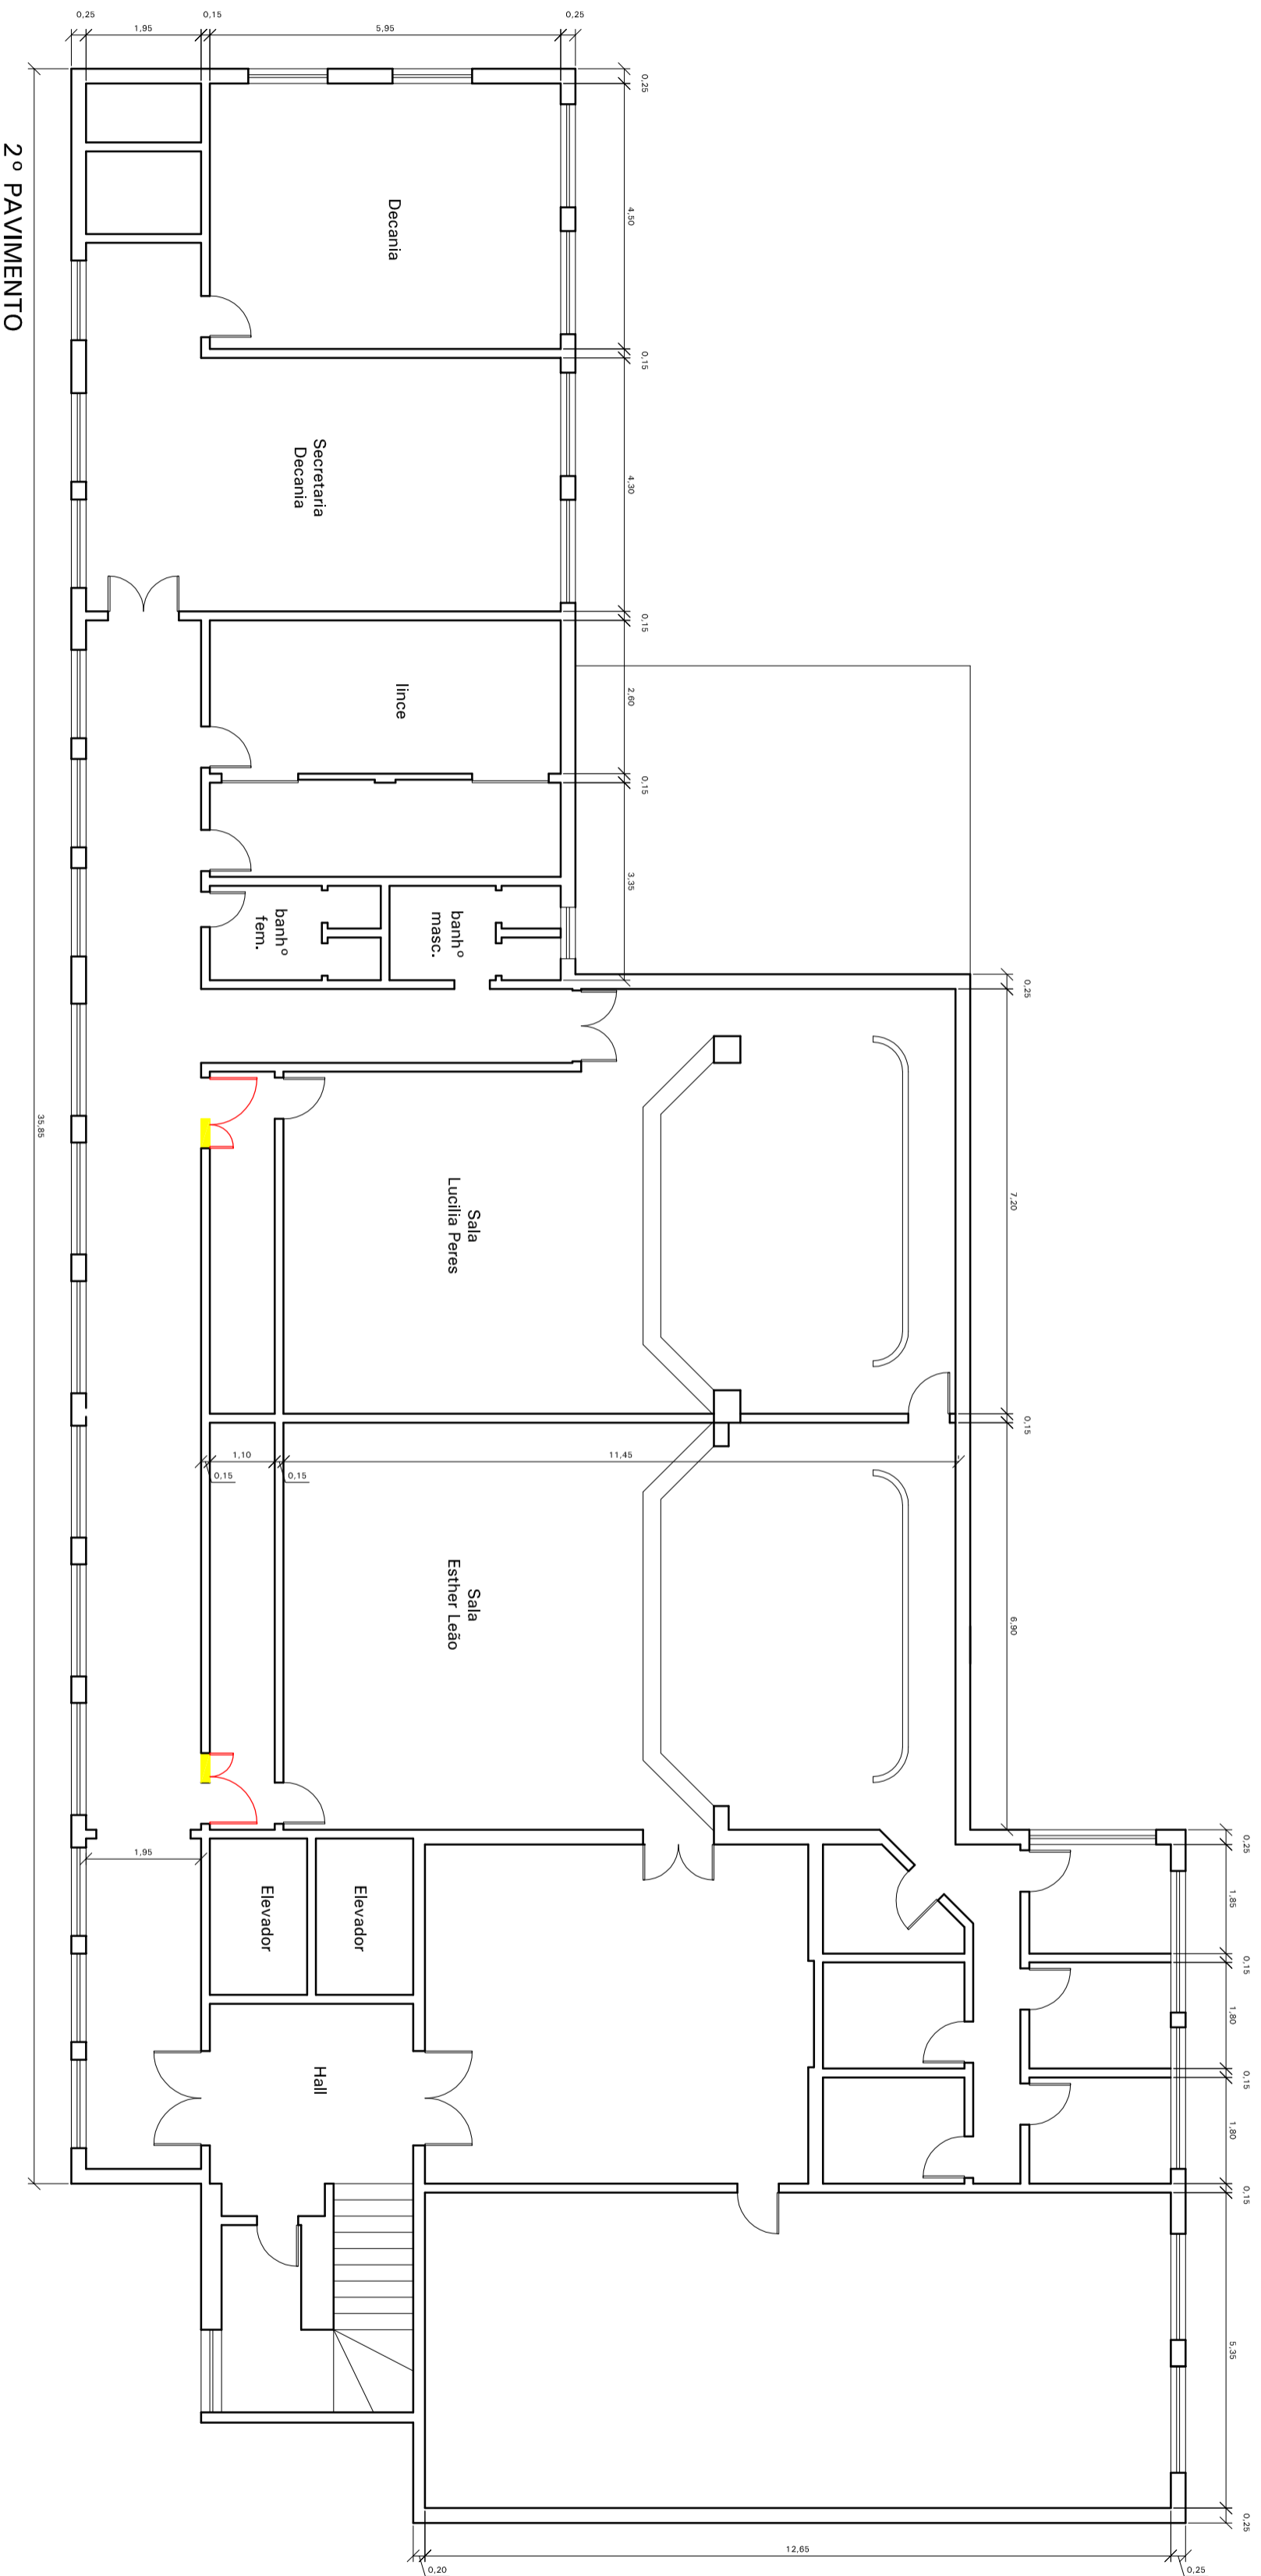 0,25
1,95
0,15
5,95
0,25
0,25
4,50
0,15
4,30
0,15
2,60
0,15
3,35
0,25
7,20
0,15
6,90
0,25
1,85
0,15
1,80
0,15
1,80
0,15
5,35
0,25
Decania
Secretaria
Decania
lince
banhº
masc.
banhº
fem.
Sala
Lucilia Peres
1,10
11,45
0,15
0,15
Sala
Esther Leão
1,95
Elevador
Elevador
Hall
35,85
12,65
0,20
0,25
2º PAVIMENTO